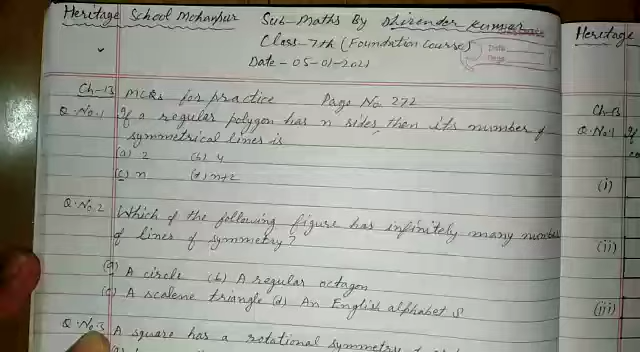 Heritage School Mohanpur Sub-Maths By Dhirender Kumar
Class-7th (Foundation Course)
Date
Page
Date - 05-01-2021
Ch-13 MCQs for practice Page No. 272
Q.No.1 If a regular polygon has n sides, then its number of
symmetrical lines is
(a) 2 (b) 4
(c) n (d) n+2
Q.No.2 Which of the following figure has infinitely many number
of lines of symmetry?
(a) A circle (b) A regular octagon
(c) A scalene triangle (d) An English alphabet S
Q.No.3 A square has a rotational symmetry
Heritage
Ch-13
Q.No.1 If
(i)
(ii)
(iii)